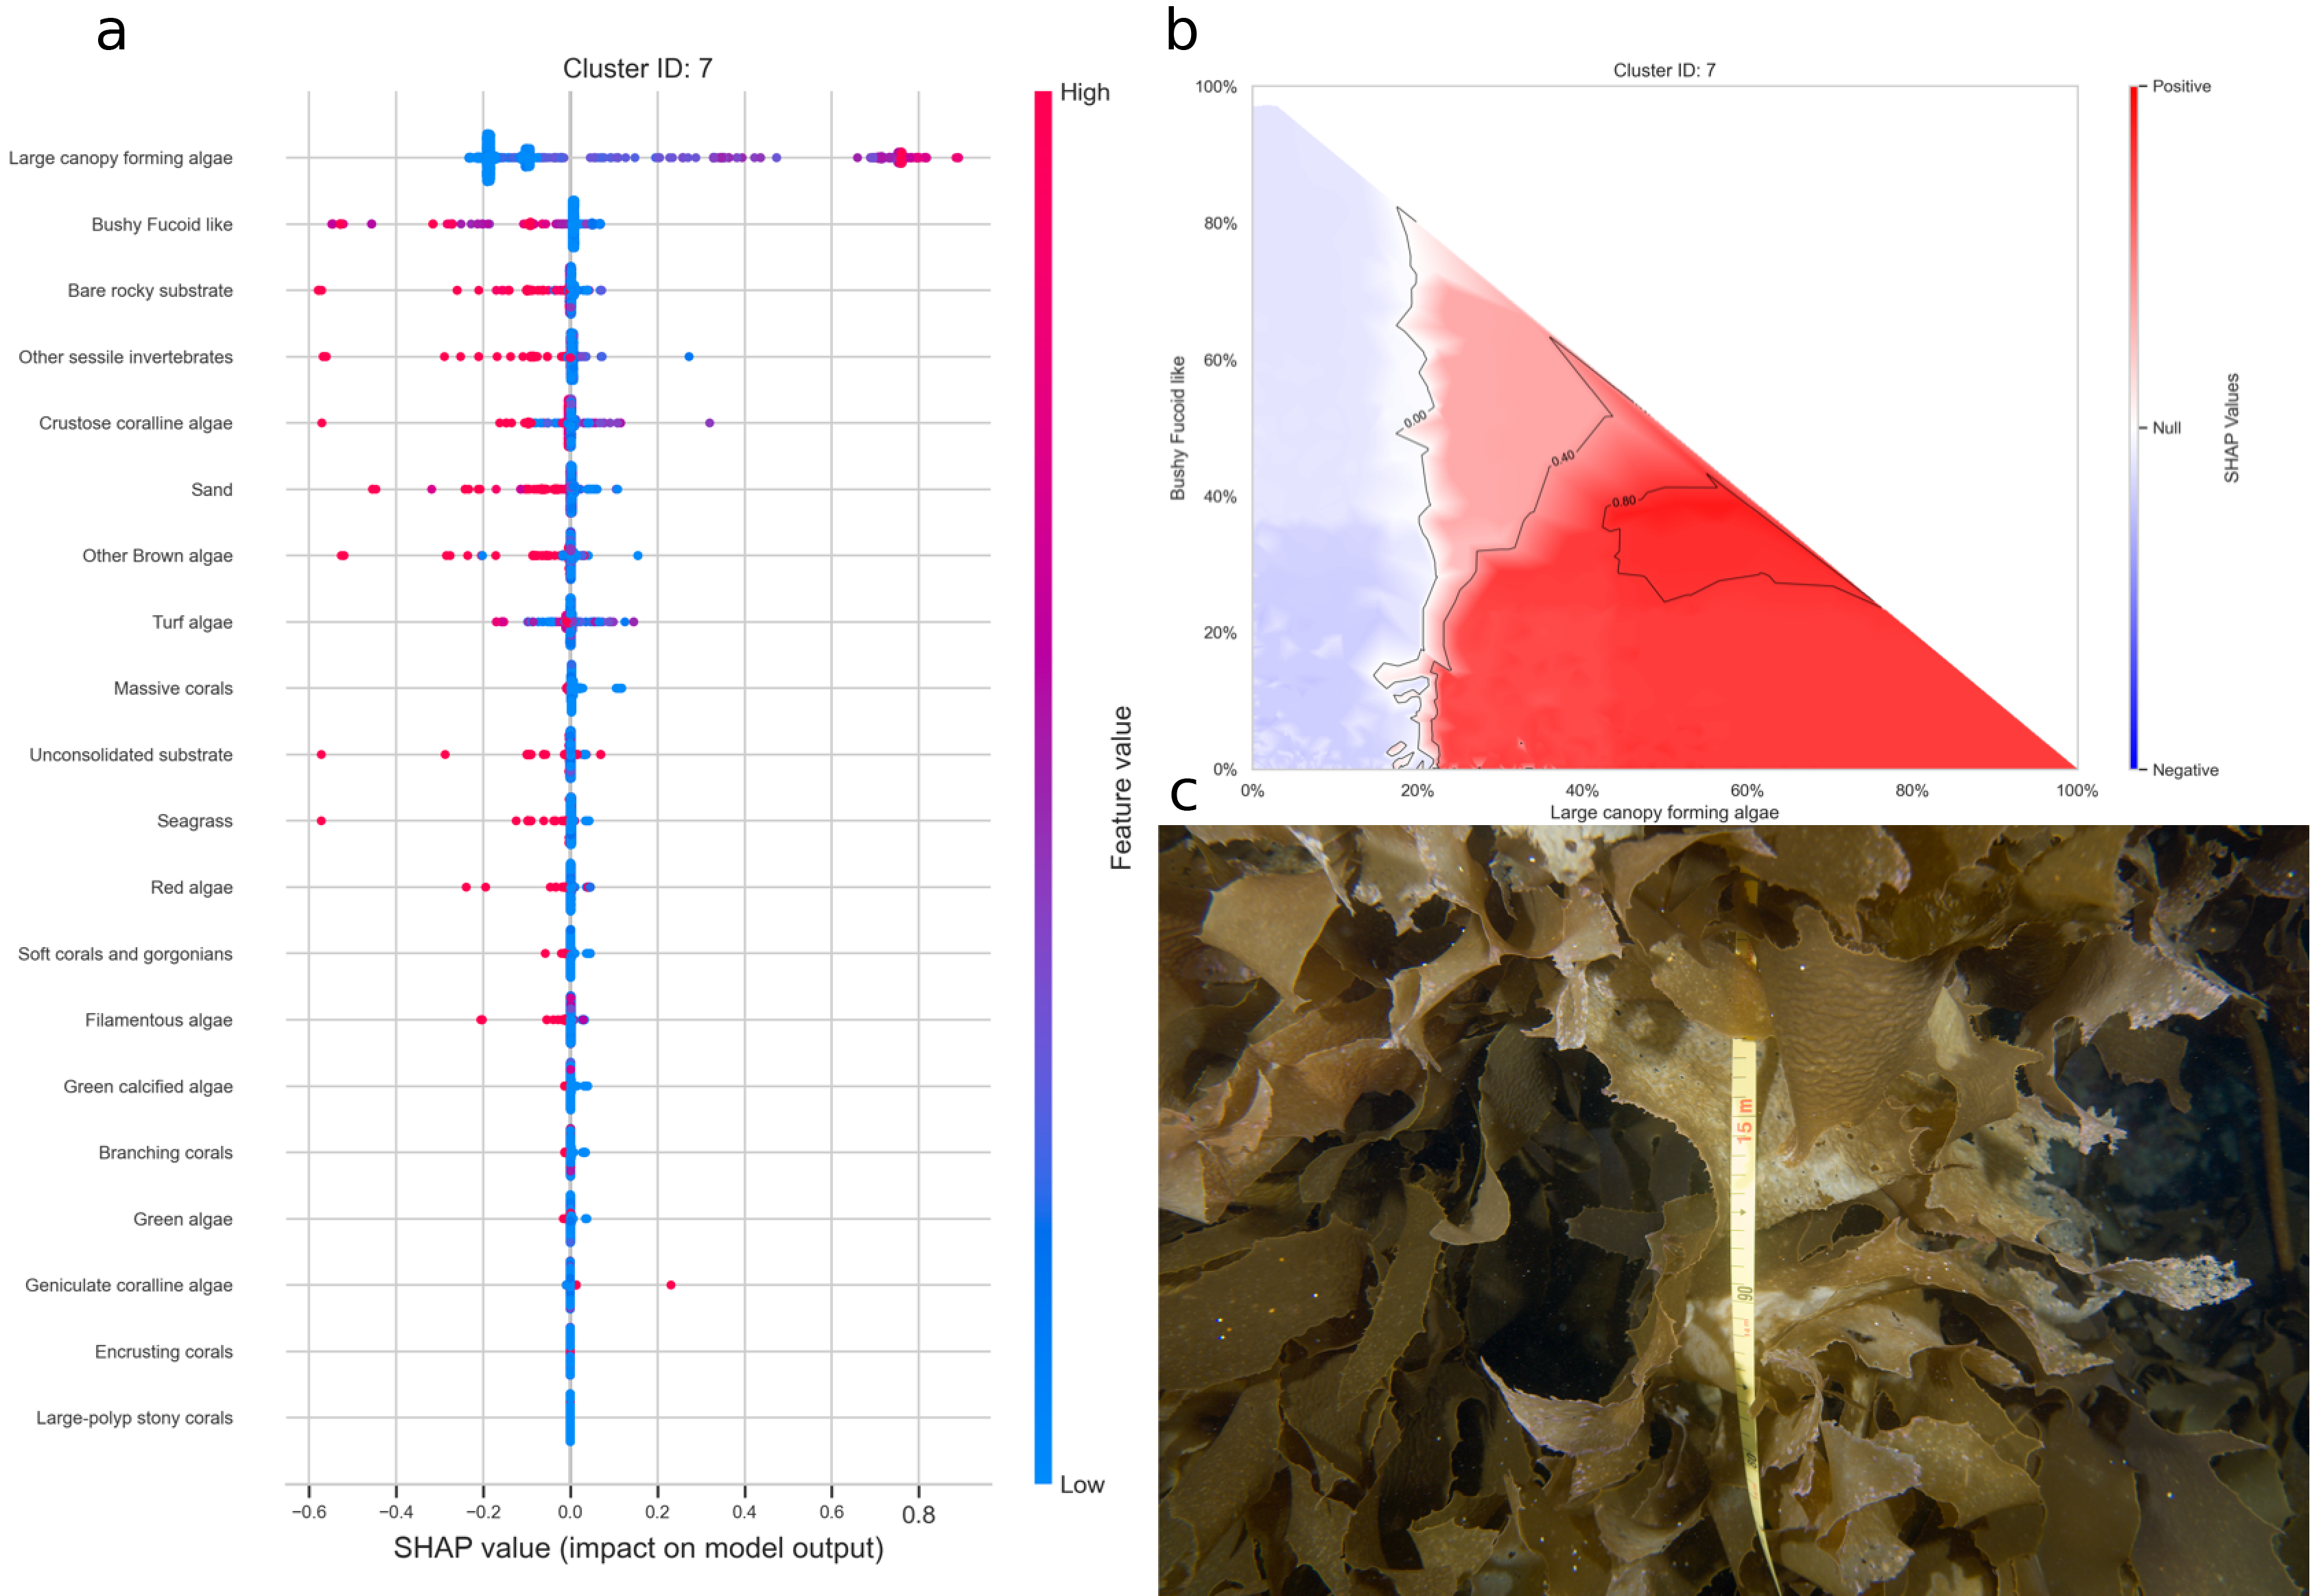 a
Cluster ID: 7
High
Large canopy forming algae
Bushy Fucoid like
Bare rocky substrate
Other sessile invertebrates
Crustose coralline algae
Sand
Other Brown algae
Turf algae
Massive corals
Unconsolidated substrate
Seagrass
Red algae
Soft corals and gorgonians
Filamentous algae
Green calcified algae
Branching corals
Green algae
Geniculate coralline algae
Encrusting corals
Large-polyp stony corals
Feature value
Low
−0.6 −0.4 −0.2 0.0 0.2 0.4 0.6 0.8
SHAP value (impact on model output)
b
Cluster ID: 7
100%
80%
60%
40%
20%
0%
Bushy Fucoid like
0.00
0.40
0.80
0% 20% 40% 60% 80% 100%
Large canopy forming algae
Positive
Null
Negative
SHAP Values
c
15 m
90